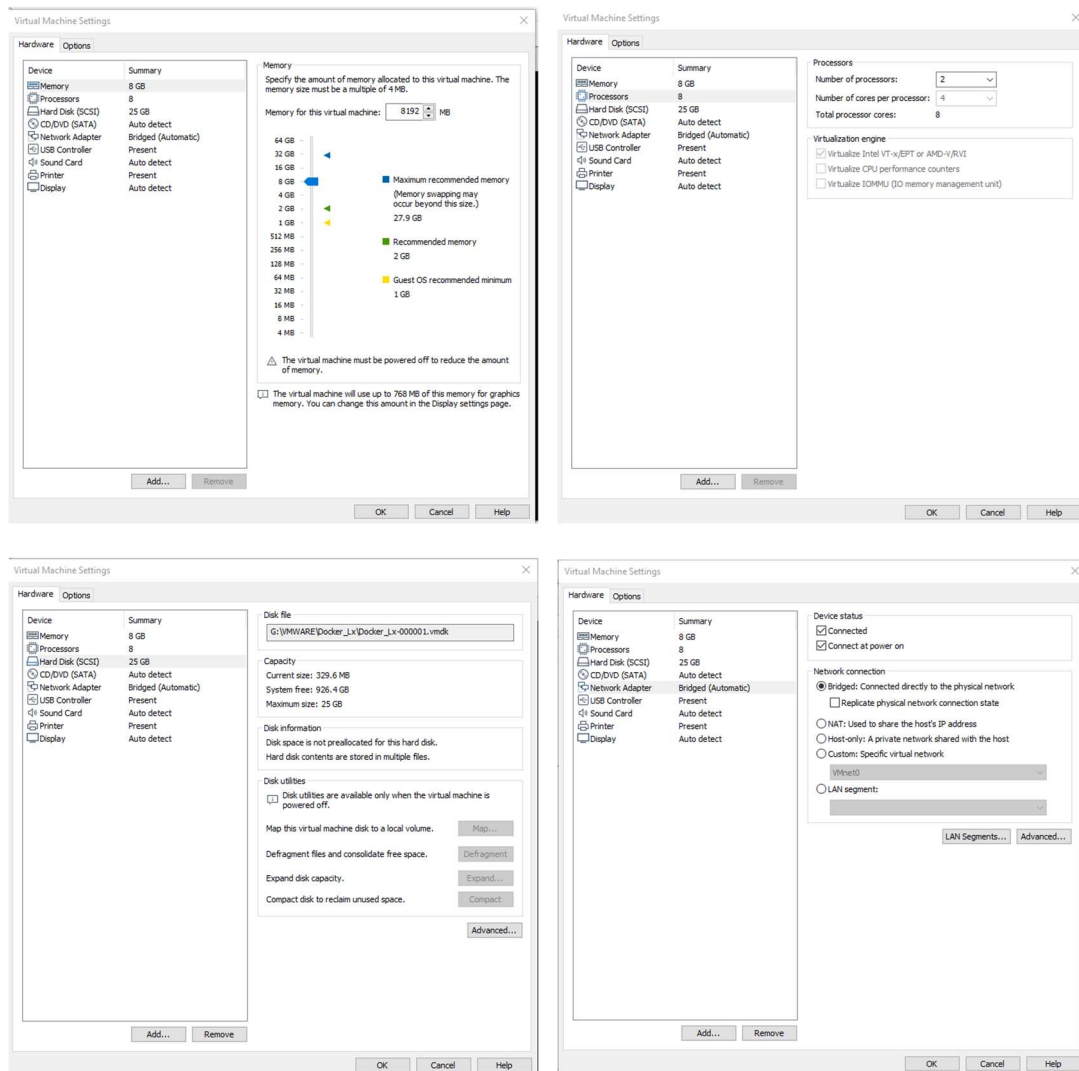 Virtual Machine Settings
Hardware Options
Device Summary
Memory 8 GB
Processors 8
Hard Disk (SCSI) 25 GB
CD/DVD (SATA) Auto detect
Network Adapter Bridged (Automatic)
USB Controller Present
Sound Card Auto detect
Printer Present
Display Auto detect
Add... Remove
Memory
Specify the amount of memory allocated to this virtual machine. The
memory size must be a multiple of 4 MB.
Memory for this virtual machine: 8192 MB
64 GB
32 GB
16 GB
8 GB
4 GB
2 GB
1 GB
512 MB
256 MB
128 MB
64 MB
32 MB
16 MB
8 MB
4 MB
Maximum recommended memory
(Memory swapping may
occur beyond this size.)
27.9 GB
Recommended memory
2 GB
Guest OS recommended minimum
1 GB
The virtual machine must be powered off to reduce the amount
of memory.
The virtual machine will use up to 768 MB of this memory for graphics
memory. You can change this amount in the Display settings page.
OK Cancel Help
Virtual Machine Settings
Hardware Options
Device Summary
Memory 8 GB
Processors 8
Hard Disk (SCSI) 25 GB
CD/DVD (SATA) Auto detect
Network Adapter Bridged (Automatic)
USB Controller Present
Sound Card Auto detect
Printer Present
Display Auto detect
Add... Remove
Processors
Number of processors: 2
Number of cores per processor: 4
Total processor cores: 8
Virtualization engine
Virtualize Intel VT-x/EPT or AMD-V/RVI
Virtualize CPU performance counters
Virtualize IOMMU (IO memory management unit)
OK Cancel Help
Virtual Machine Settings
Hardware Options
Device Summary
Memory 8 GB
Processors 8
Hard Disk (SCSI) 25 GB
CD/DVD (SATA) Auto detect
Network Adapter Bridged (Automatic)
USB Controller Present
Sound Card Auto detect
Printer Present
Display Auto detect
Add... Remove
Disk file
G:\VMWARE\Docker_Lx\Docker_Lx-000001.vmdk
Capacity
Current size: 329.6 MB
System free: 926.4 GB
Maximum size: 25 GB
Disk information
Disk space is not preallocated for this hard disk.
Hard disk contents are stored in multiple files.
Disk utilities
Disk utilities are available only when the virtual machine is
powered off.
Map this virtual machine disk to a local volume. Map...
Defragment files and consolidate free space. Defragment
Expand disk capacity. Expand...
Compact disk to reclaim unused space. Compact
Advanced...
OK Cancel Help
Virtual Machine Settings
Hardware Options
Device Summary
Memory 8 GB
Processors 8
Hard Disk (SCSI) 25 GB
CD/DVD (SATA) Auto detect
Network Adapter Bridged (Automatic)
USB Controller Present
Sound Card Auto detect
Printer Present
Display Auto detect
Add... Remove
Device status
Connected
Connect at power on
Network connection
Bridged: Connected directly to the physical network
Replicate physical network connection state
NAT: Used to share the host's IP address
Host-only: A private network shared with the host
Custom: Specific virtual network
VMnet0
LAN segment:
LAN Segments... Advanced...
OK Cancel Help